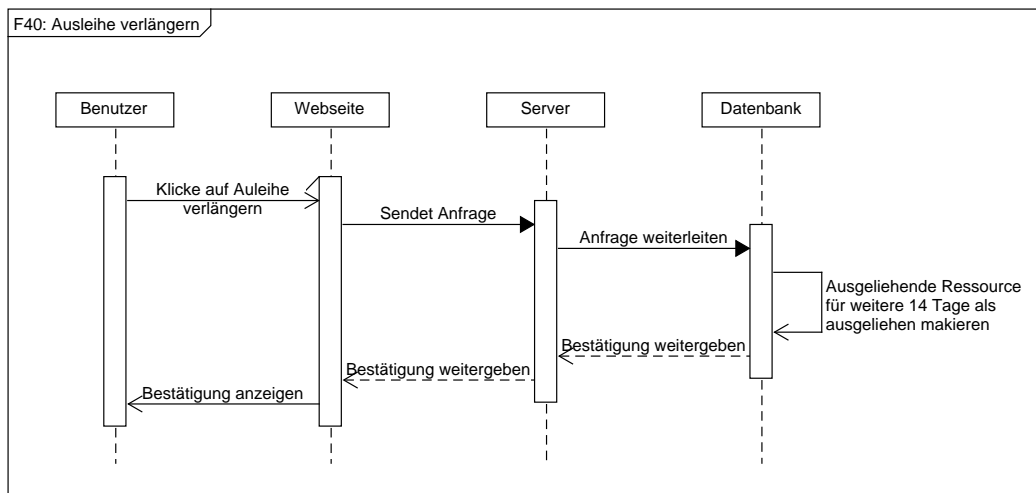 F40: Ausleihe verlängern
Benutzer
Webseite
Server
Datenbank
Klicke auf Auleihe
verlängern
Sendet Anfrage
Anfrage weiterleiten
Ausgeliehende Ressource
für weitere 14 Tage als
ausgeliehen makieren
Bestätigung weitergeben
Bestätigung weitergeben
Bestätigung anzeigen